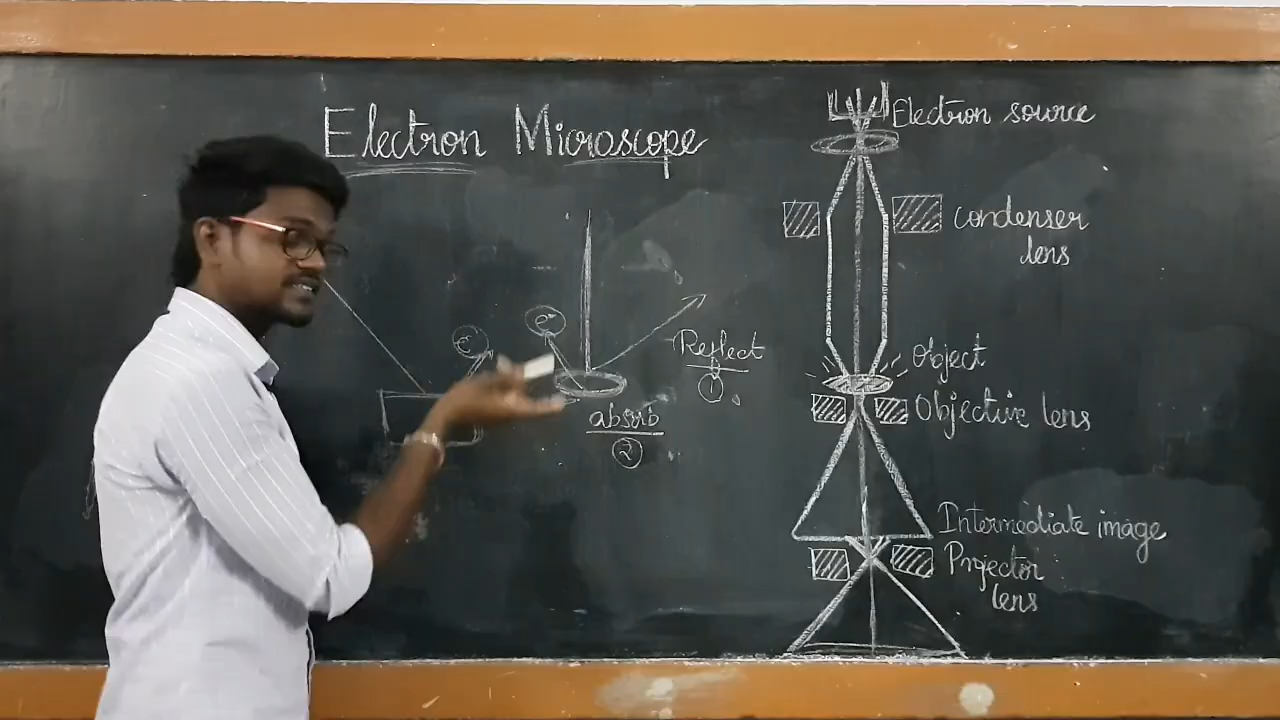 Electron Microscope
e⁻
e⁻
Reflect
1
absorb
2
Electron source
condenser
lens
Object
Objective lens
Intermediate image
Projector
lens